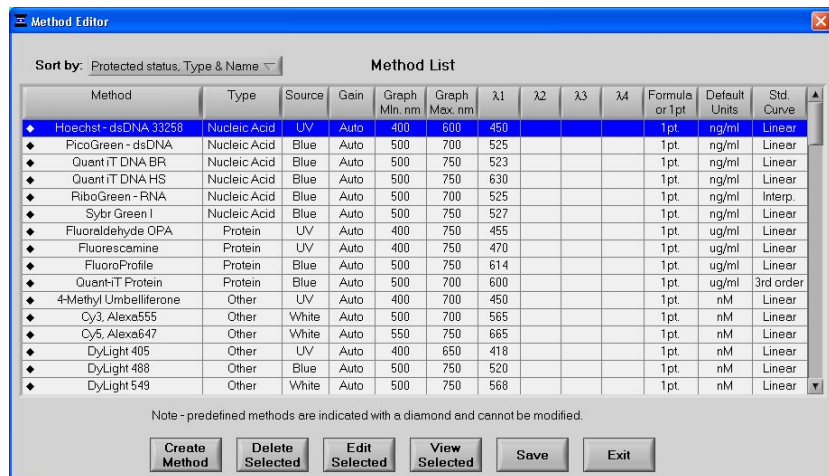 Method Editor
Sort by: Protected status, Type & Name
Method List
Method Type Source Gain Graph Min. nm Graph Max. nm λ1 λ2 λ3 λ4 Formula or 1pt Default Units Std. Curve
Hoechst - dsDNA 33258 Nucleic Acid UV Auto 400 600 450 1pt. ng/ml Linear
PicoGreen - dsDNA Nucleic Acid Blue Auto 500 700 525 1pt. ng/ml Linear
Quant iT DNA BR Nucleic Acid Blue Auto 500 750 523 1pt. ng/ml Linear
Quant iT DNA HS Nucleic Acid Blue Auto 500 750 630 1pt. ng/ml Linear
RiboGreen - RNA Nucleic Acid Blue Auto 500 700 525 1pt. ng/ml Interp.
Sybr Green I Nucleic Acid Blue Auto 500 750 527 1pt. ng/ml Linear
Fluoraldehyde OPA Protein UV Auto 400 750 455 1pt. ug/ml Linear
Fluorescamine Protein UV Auto 400 750 470 1pt. ug/ml Linear
FluoroProfile Protein Blue Auto 500 750 614 1pt. ug/ml Linear
Quant-iT Protein Protein Blue Auto 500 750 600 1pt. ug/ml 3rd order
4-Methyl Umbelliferone Other UV Auto 400 700 450 1pt. nM Linear
Cy3, Alexa555 Other White Auto 500 700 565 1pt. nM Linear
Cy5, Alexa647 Other White Auto 550 750 665 1pt. nM Linear
DyLight 405 Other UV Auto 400 650 418 1pt. nM Linear
DyLight 488 Other Blue Auto 500 750 520 1pt. nM Linear
DyLight 549 Other White Auto 500 750 568 1pt. nM Linear
Note - predefined methods are indicated with a diamond and cannot be modified.
Create Method Delete Selected Edit Selected View Selected Save Exit